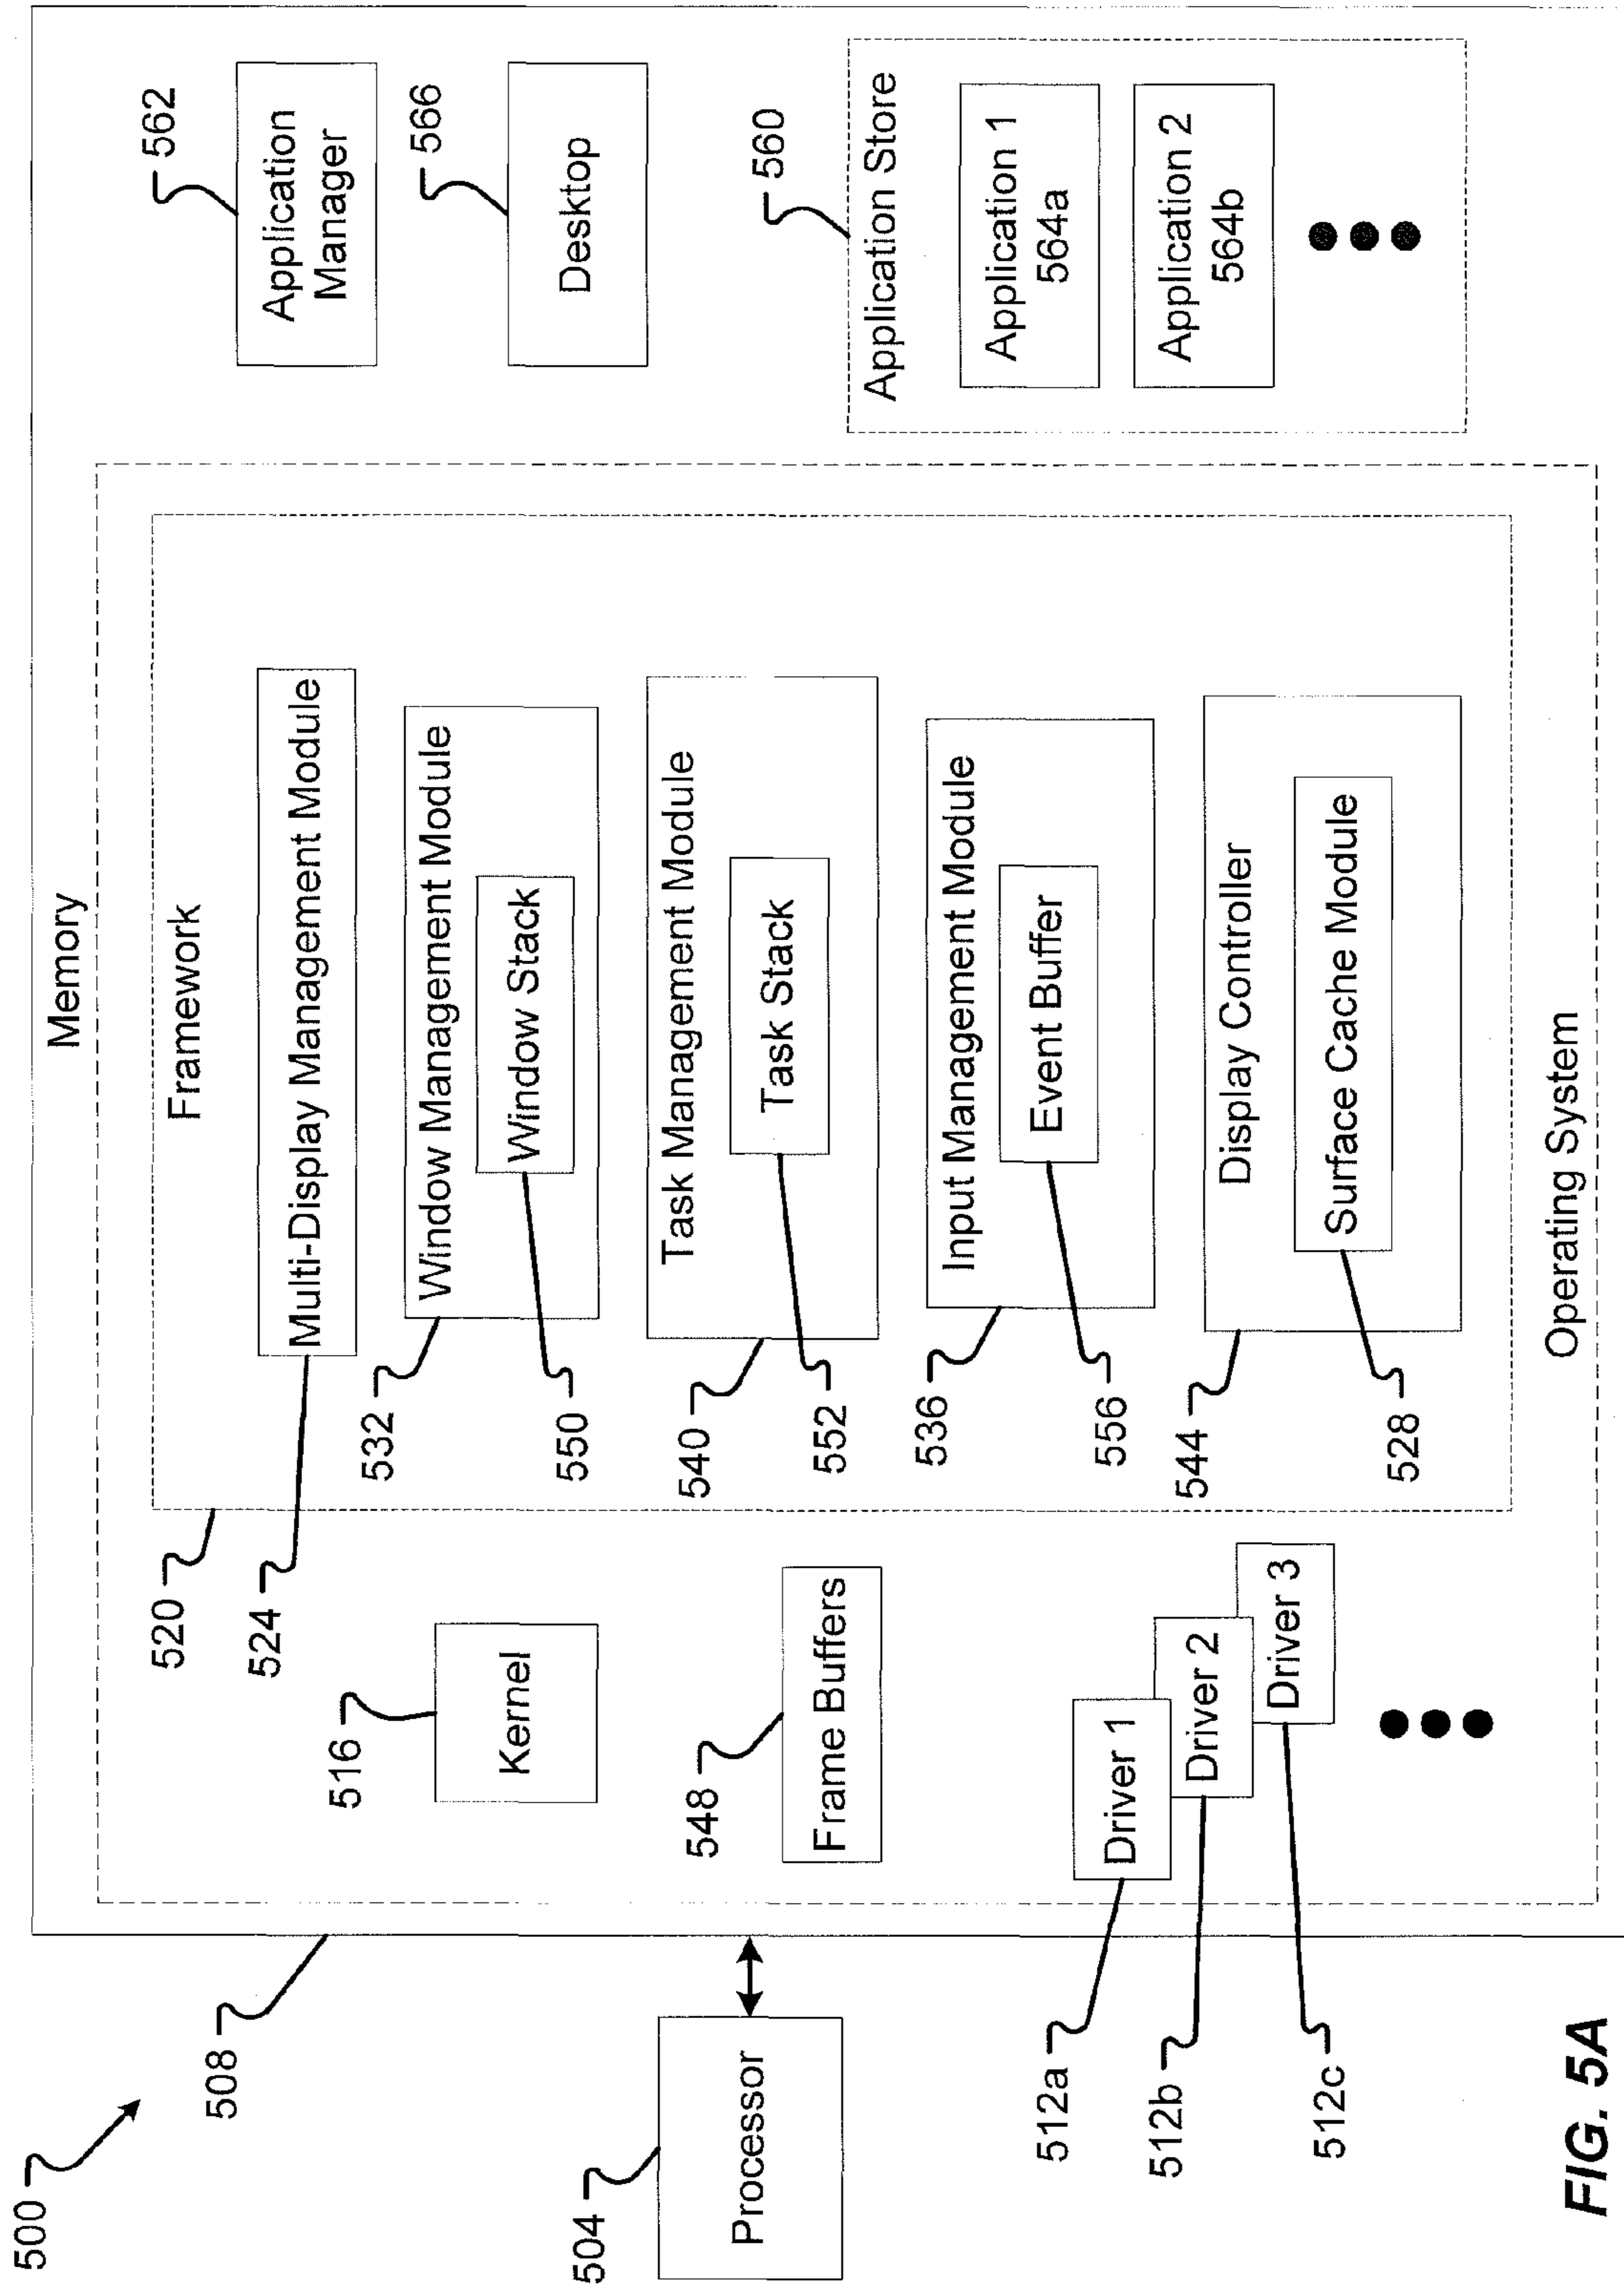 500
508
Memory
504
Processor
Operating System
516
Kernel
548
Frame Buffers
512a
Driver 1
512b
Driver 2
512c
Driver 3
520
Framework
524
Multi-Display Management Module
532
Window Management Module
550
Window Stack
540
Task Management Module
552
Task Stack
536
Input Management Module
556
Event Buffer
544
Display Controller
528
Surface Cache Module
562
Application
Manager
566
Desktop
560
Application Store
Application 1
564a
Application 2
564b
FIG. 5A